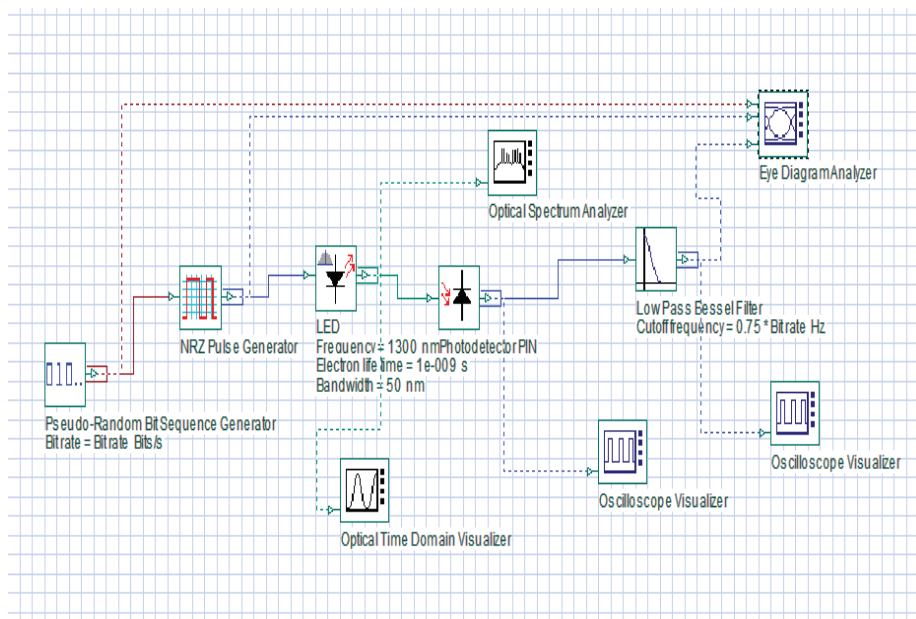 Eye Diagram Analyzer
Optical Spectrum Analyzer
Low Pass Bessel Filter
Cutoff frequency = 0.75 * Bitrate Hz
NRZ Pulse Generator
LED
Frequency = 1300 nm
Electron life time = 1e-009 s
Bandwidth = 50 nm
Photodetector PIN
Pseudo-Random Bit Sequence Generator
Bitrate = Bitrate Bits/s
Oscilloscope Visualizer
Oscilloscope Visualizer
Optical Time Domain Visualizer